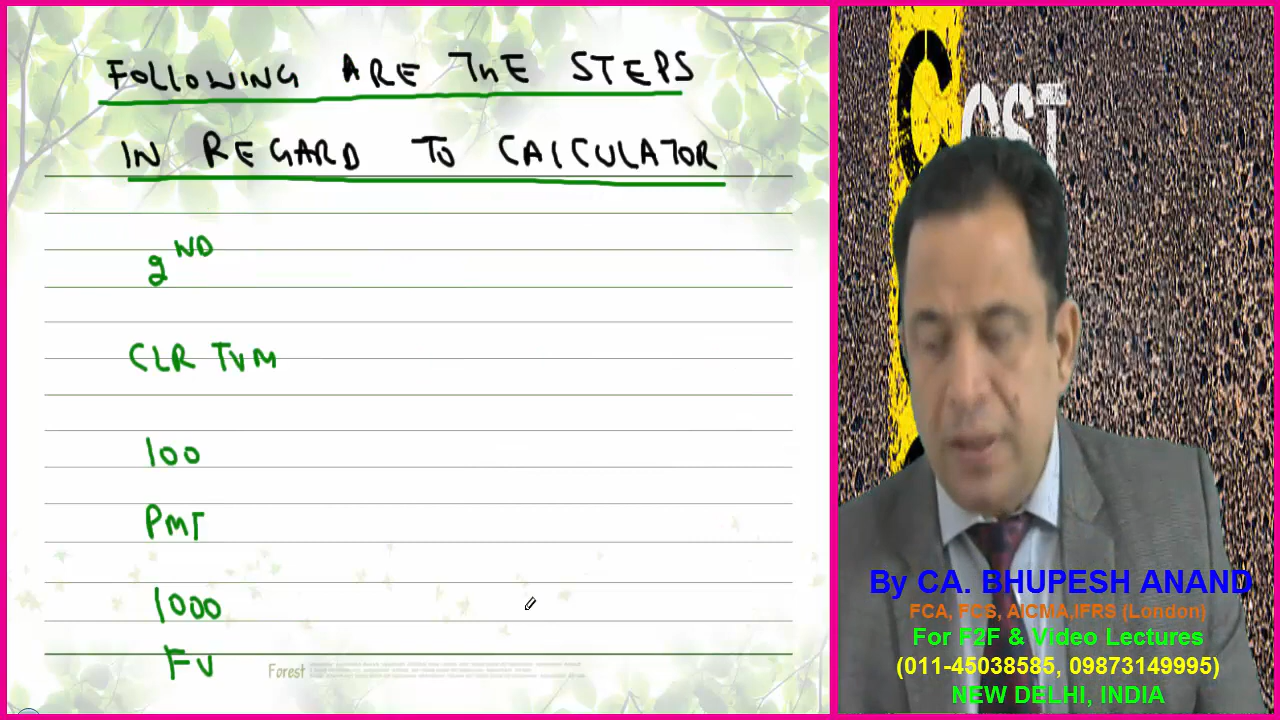 FOLLOWING ARE THE STEPS
IN REGARD TO CALCULATOR
2ND
CLR TVM
100
PMT
1000
FV
Forest
COST
By CA. BHUPESH ANAND
FCA, FCS, AICMA,IFRS (London)
For F2F & Video Lectures
(011-45038585, 09873149995)
NEW DELHI, INDIA